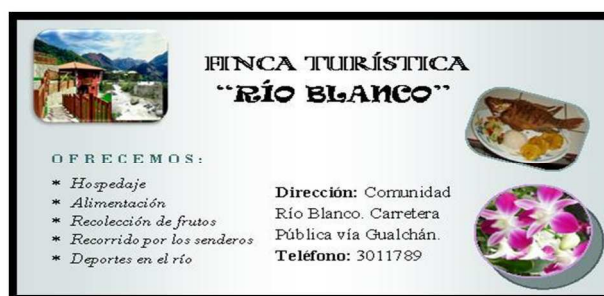 FINCA TURÍSTICA
“RÍO BLANCO”
OFRECEMOS:
* Hospedaje
* Alimentación
* Recolección de frutos
* Recorrido por los senderos
* Deportes en el río
Dirección: Comunidad
Río Blanco. Carretera
Pública vía Gualchán.
Teléfono: 3011789